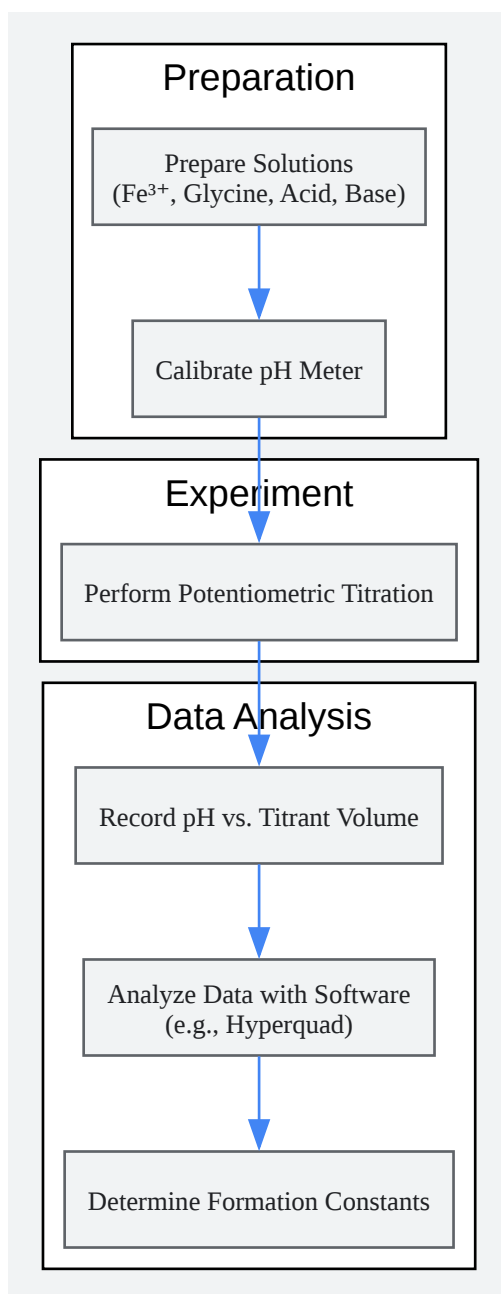 Preparation
Prepare Solutions
(Fe³⁺, Glycine, Acid, Base)
Calibrate pH Meter
Experiment
Perform Potentiometric Titration
Data Analysis
Record pH vs. Titrant Volume
Analyze Data with Software
(e.g., Hyperquad)
Determine Formation Constants